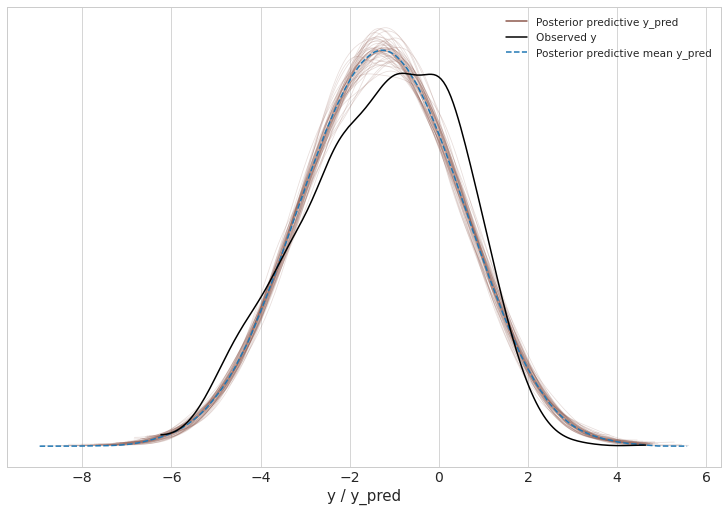 Posterior predictive y_pred
Observed y
Posterior predictive mean y_pred
−8 −6 −4 −2 0 2 4 6
y / y_pred